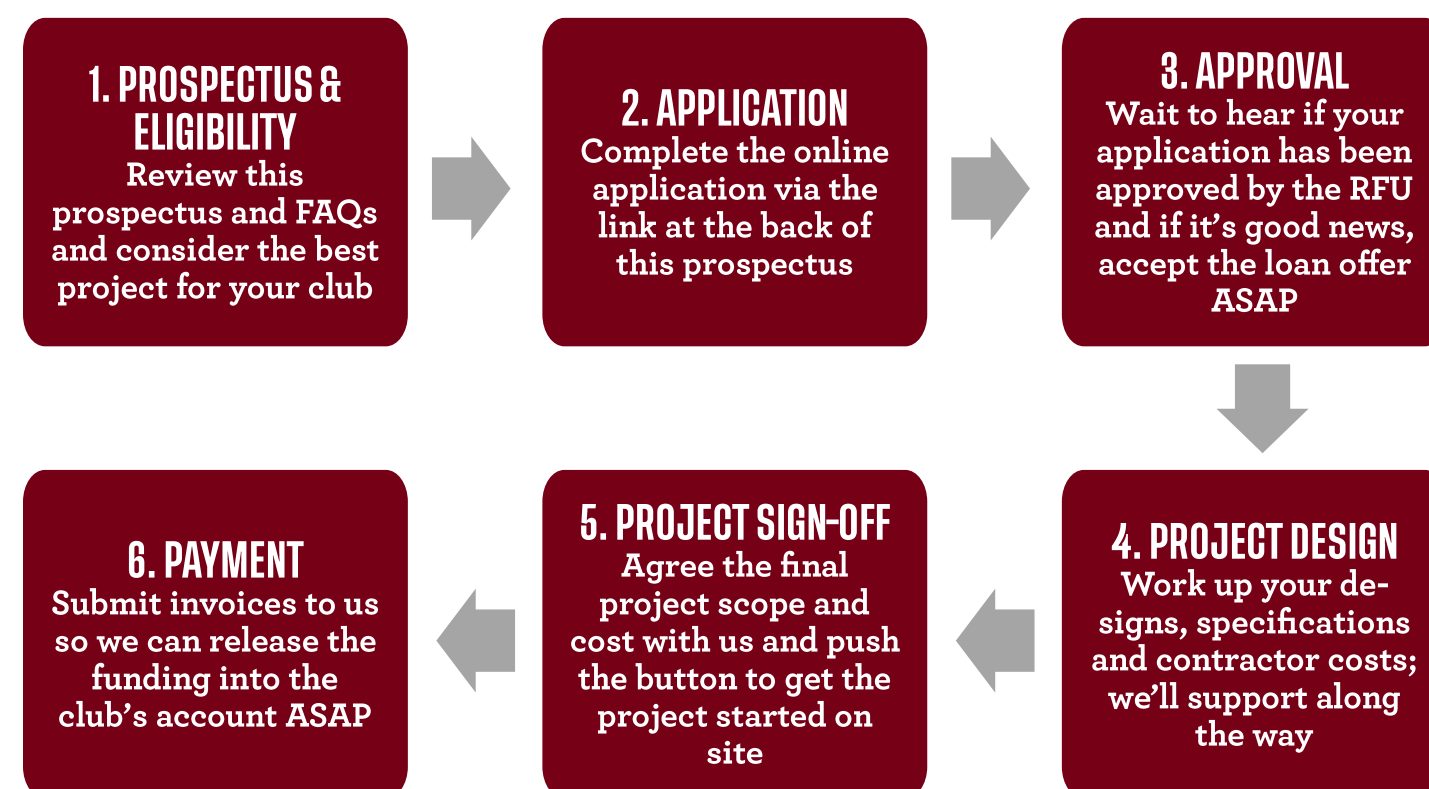 1. PROSPECTUS &
ELIGIBILITY
Review this
prospectus and FAQs
and consider the best
project for your club
2. APPLICATION
Complete the online
application via the
link at the back of
this prospectus
3. APPROVAL
Wait to hear if your
application has been
approved by the RFU
and if it’s good news,
accept the loan offer
ASAP
4. PROJECT DESIGN
Work up your de-
signs, specifications
and contractor costs;
we’ll support along
the way
5. PROJECT SIGN-OFF
Agree the final
project scope and
cost with us and push
the button to get the
project started on
site
6. PAYMENT
Submit invoices to us
so we can release the
funding into the
club’s account ASAP